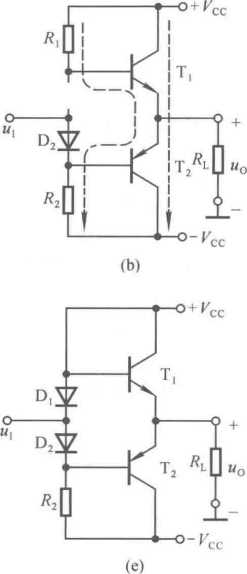 +V_CC
R_1
T_1
u_I
+
D_2
T_2
R_L
u_O
R_2
−
−V_CC
(b)
+V_CC
D_1
T_1
u_I
+
D_2
T_2
R_L
u_O
R_2
−
−V_CC
(e)